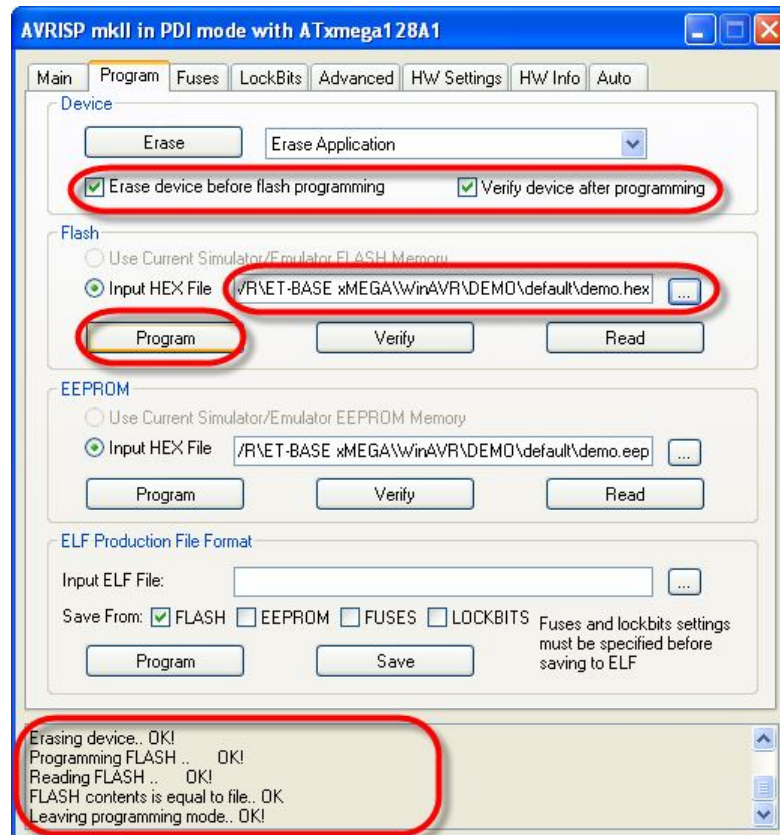 AVRISP mkII in PDI mode with ATxmega128A1
Main Program Fuses LockBits Advanced HW Settings HW Info Auto
Device
Erase Erase Application
Erase device before flash programming Verify device after programming
Flash
Use Current Simulator/Emulator FLASH Memory
Input HEX File /R\ET-BASE xMEGA\WinAVR\DEMO\default\demo.hex ...
Program Verify Read
EEPROM
Use Current Simulator/Emulator EEPROM Memory
Input HEX File /R\ET-BASE xMEGA\WinAVR\DEMO\default\demo.eep ...
Program Verify Read
ELF Production File Format
Input ELF File: ...
Save From: FLASH EEPROM FUSES LOCKBITS Fuses and lockbits settings
must be specified before
Program Save saving to ELF
Erasing device.. OK!
Programming FLASH .. OK!
Reading FLASH .. OK!
FLASH contents is equal to file.. OK
Leaving programming mode.. OK!